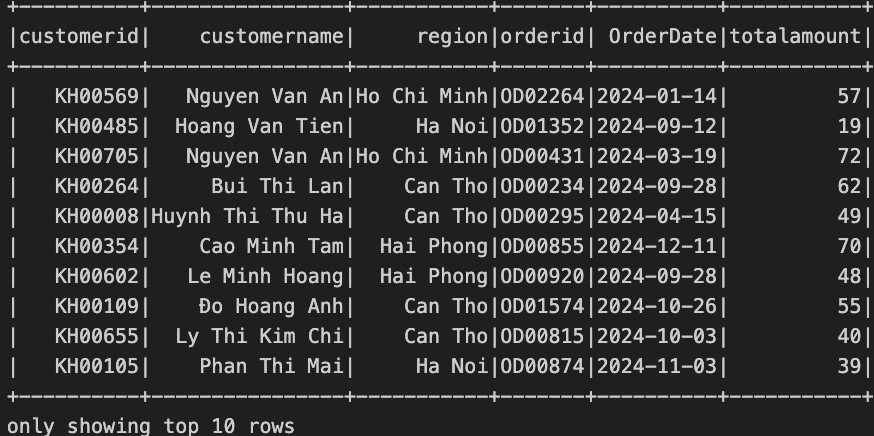 +----------+-----------------+-----------+-------+----------+-----------+
|customerid|     customername|     region|orderid| OrderDate|totalamount|
+----------+-----------------+-----------+-------+----------+-----------+
|   KH00569|    Nguyen Van An|Ho Chi Minh|OD02264|2024-01-14|         57|
|   KH00485|   Hoang Van Tien|     Ha Noi|OD01352|2024-09-12|         19|
|   KH00705|    Nguyen Van An|Ho Chi Minh|OD00431|2024-03-19|         72|
|   KH00264|      Bui Thi Lan|    Can Tho|OD00234|2024-09-28|         62|
|   KH00008|Huynh Thi Thu Ha|    Can Tho|OD00295|2024-04-15|         49|
|   KH00354|     Cao Minh Tam|  Hai Phong|OD00855|2024-12-11|         70|
|   KH00602|    Le Minh Hoang|  Hai Phong|OD00920|2024-09-28|         48|
|   KH00109|     Đo Hoang Anh|    Can Tho|OD01574|2024-10-26|         55|
|   KH00655|   Ly Thi Kim Chi|    Can Tho|OD00815|2024-10-03|         40|
|   KH00105|     Phan Thi Mai|     Ha Noi|OD00874|2024-11-03|         39|
+----------+-----------------+-----------+-------+----------+-----------+
only showing top 10 rows